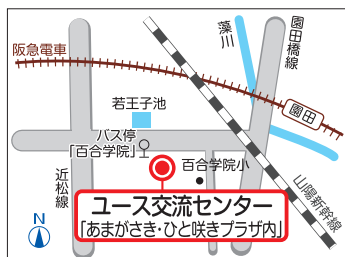 阪急電車
藻川
園田橋線
園田
若王子池
バス停
「百合学院」
百合学院小
近松線
山陽新幹線
ユース交流センター
「あまがさき・ひと咲きプラザ内」
N